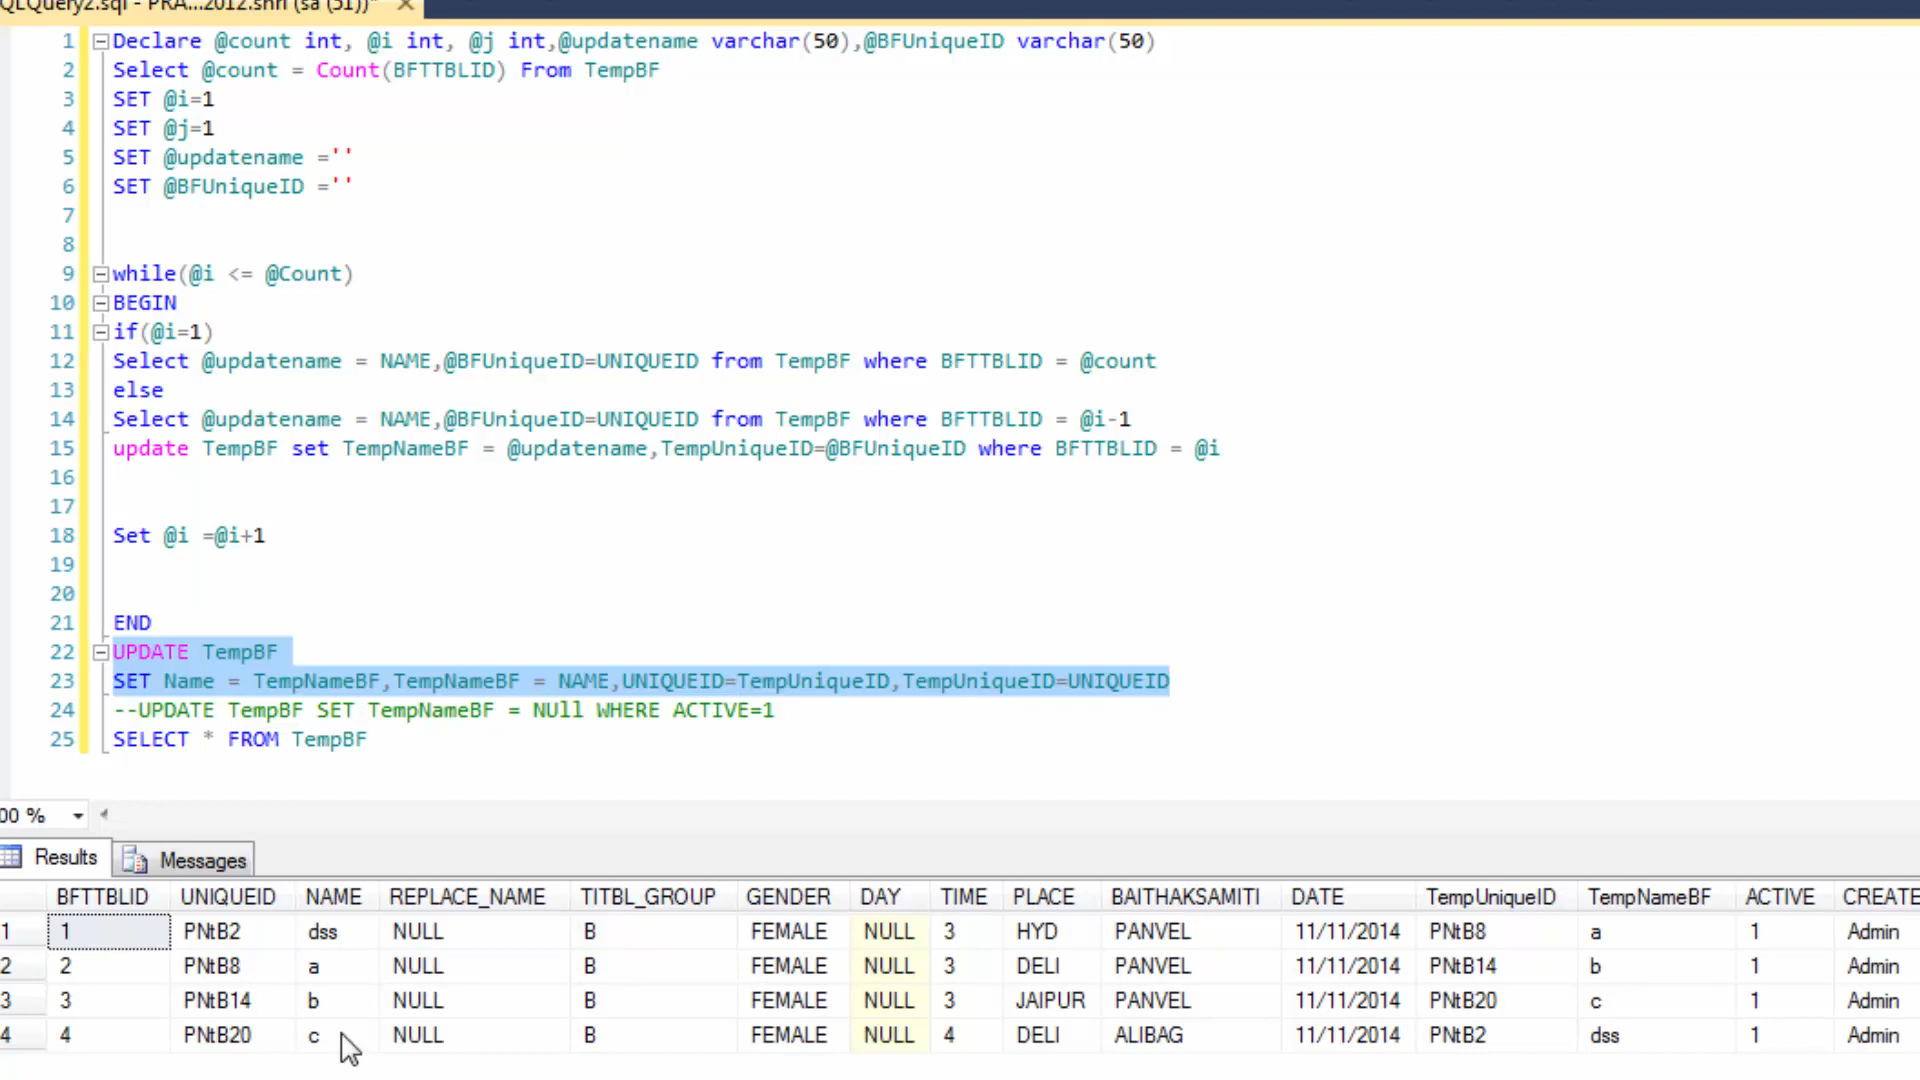 QLQuery2.sql - PRA...2012.shri (sa (51))* ×
1 Declare @count int, @i int, @j int,@updatename varchar(50),@BFUniqueID varchar(50)
2 Select @count = Count(BFTTBLID) From TempBF
3 SET @i=1
4 SET @j=1
5 SET @updatename =''
6 SET @BFUniqueID =''
7
8
9 while(@i <= @Count)
10 BEGIN
11 if(@i=1)
12 Select @updatename = NAME,@BFUniqueID=UNIQUEID from TempBF where BFTTBLID = @count
13 else
14 Select @updatename = NAME,@BFUniqueID=UNIQUEID from TempBF where BFTTBLID = @i-1
15 update TempBF set TempNameBF = @updatename,TempUniqueID=@BFUniqueID where BFTTBLID = @i
16
17
18 Set @i =@i+1
19
20
21 END
22 UPDATE TempBF
23 SET Name = TempNameBF,TempNameBF = NAME,UNIQUEID=TempUniqueID,TempUniqueID=UNIQUEID
24 --UPDATE TempBF SET TempNameBF = NUll WHERE ACTIVE=1
25 SELECT * FROM TempBF
00 %
Results Messages
BFTTBLID UNIQUEID NAME REPLACE_NAME TITBL_GROUP GENDER DAY TIME PLACE BAITHAKSAMITI DATE TempUniqueID TempNameBF ACTIVE CREATE
1 1 PNtB2 dss NULL B FEMALE NULL 3 HYD PANVEL 11/11/2014 PNtB8 a 1 Admin
2 2 PNtB8 a NULL B FEMALE NULL 3 DELI PANVEL 11/11/2014 PNtB14 b 1 Admin
3 3 PNtB14 b NULL B FEMALE NULL 3 JAIPUR PANVEL 11/11/2014 PNtB20 c 1 Admin
4 4 PNtB20 c NULL B FEMALE NULL 4 DELI ALIBAG 11/11/2014 PNtB2 dss 1 Admin